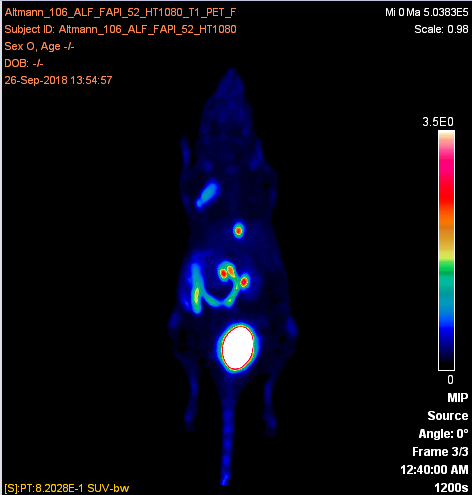 Altmann_106_ALF_FAPI_52_HT1080_T1_PET_F
Mi 0 Ma 5.0383E5
Subject ID: Altmann_106_ALF_FAPI_52_HT1080
Scale: 0.98
Sex O, Age -/-
DOB: -/-
26-Sep-2018 13:54:57
3.5E0
0
MIP
Source
Angle: 0°
Frame 3/3
12:40:00 AM
[S]:PT:8.2028E-1 SUV-bw
1200s